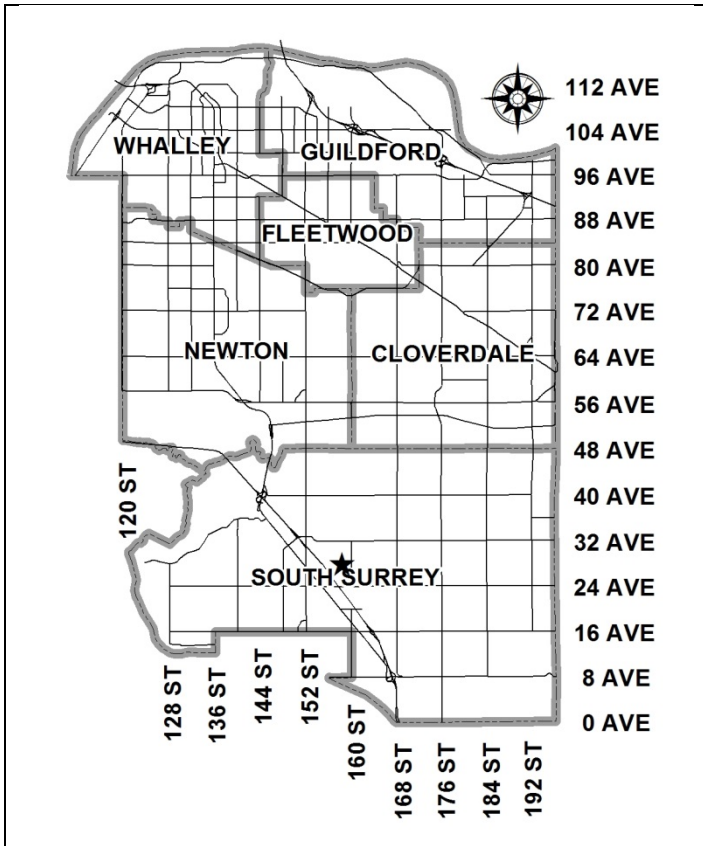 112 AVE
104 AVE
WHALLEY
GUILDFORD
96 AVE
88 AVE
FLEETWOOD
80 AVE
72 AVE
NEWTON
CLOVERDALE
64 AVE
56 AVE
48 AVE
40 AVE
120 ST
32 AVE
SOUTH SURREY
24 AVE
16 AVE
8 AVE
128 ST
136 ST
144 ST
152 ST
160 ST
0 AVE
168 ST
176 ST
184 ST
192 ST